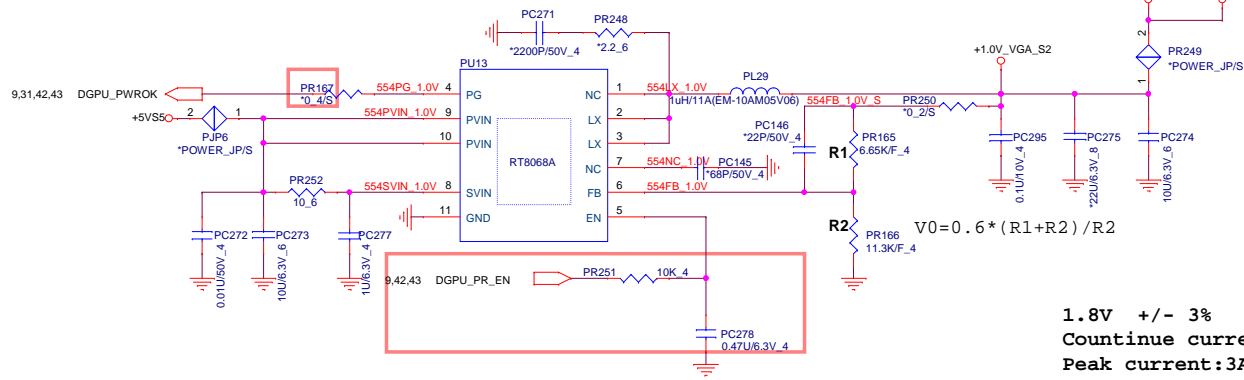 PC271
*2200P/50V_4
PR248
*2.2_6
PU13
9,31,42,43 DGPU_PWROK
PR167
*0_4/S
554PG_1.0V
4
PG
+5VS5
2
1
PJP6
*POWER_JP/S
554PVIN_1.0V
9
PVIN
10
PVIN
RT8068A
PR252
10_6
554SVIN_1.0V
8
SVIN
11
GND
PC272
0.01U/50V_4
PC273
10U/6.3V_6
PC277
1U/6.3V_4
NC
1
554LX_1.0V
LX
2
LX
3
NC
7
554NC_1.0V
PC145
*68P/50V_4
FB
6
554FB_1.0V
EN
5
PL29
1uH/11A(EM-10AM05V06)
554FB_1.0V_S
PC146
*22P/50V_4
R1
PR165
6.65K/F_4
R2
PR166
11.3K/F_4
PR250
*0_2/S
+1.0V_VGA_S2
2
1
PR249
*POWER_JP/S
PC295
0.1U/10V_4
PC275
*22U/6.3V_8
PC274
10U/6.3V_6
V0=0.6*(R1+R2)/R2
9,42,43 DGPU_PR_EN
PR251
10K_4
PC278
0.47U/6.3V_4
1.8V +/- 3%
Countinue curre
Peak current:3A